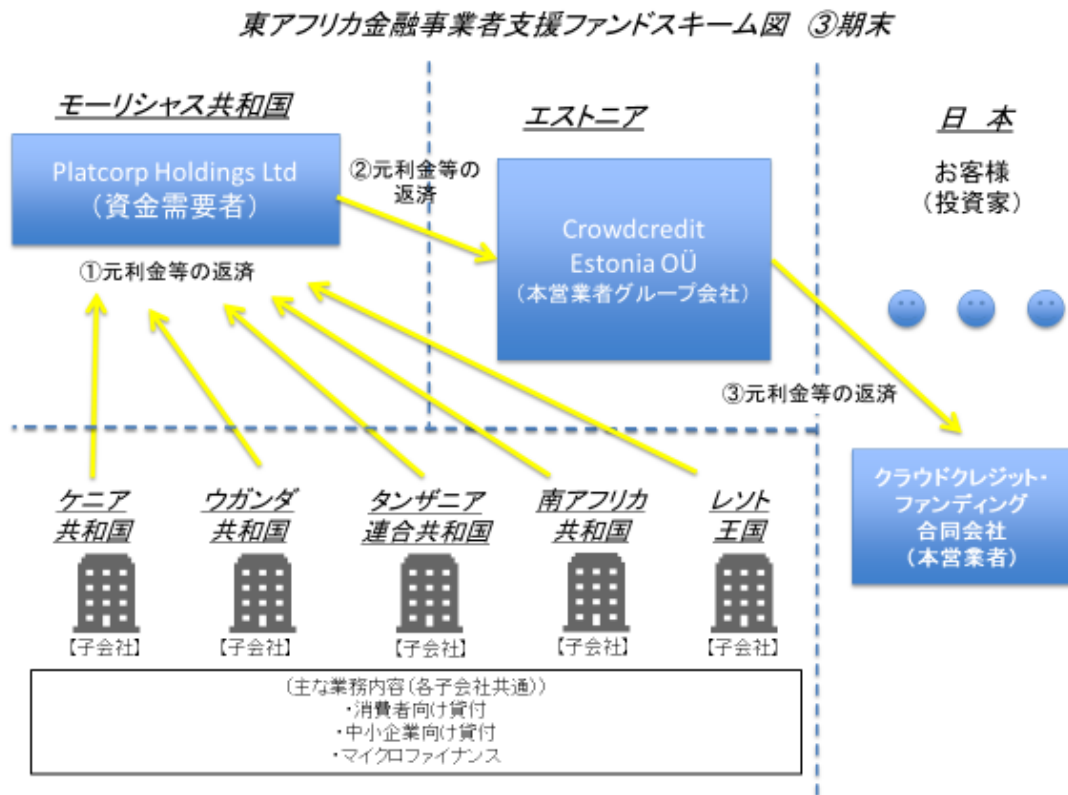 東アフリカ金融事業者支援ファンドスキーム図 ③期末
モーリシャス共和国
エストニア
日 本
Platcorp Holdings Ltd
（資金需要者）
②元利金等の
返済
Crowdcredit
Estonia OÜ
（本営業者グループ会社）
お客様
（投資家）
①元利金等の返済
③元利金等の返済
クラウドクレジット・
ファンディング
合同会社
（本営業者）
ケニア
共和国
ウガンダ
共和国
タンザニア
連合共和国
南アフリカ
共和国
レソト
王国
【子会社】
【子会社】
【子会社】
【子会社】
【子会社】
（主な業務内容（各子会社共通））
・消費者向け貸付
・中小企業向け貸付
・マイクロファイナンス